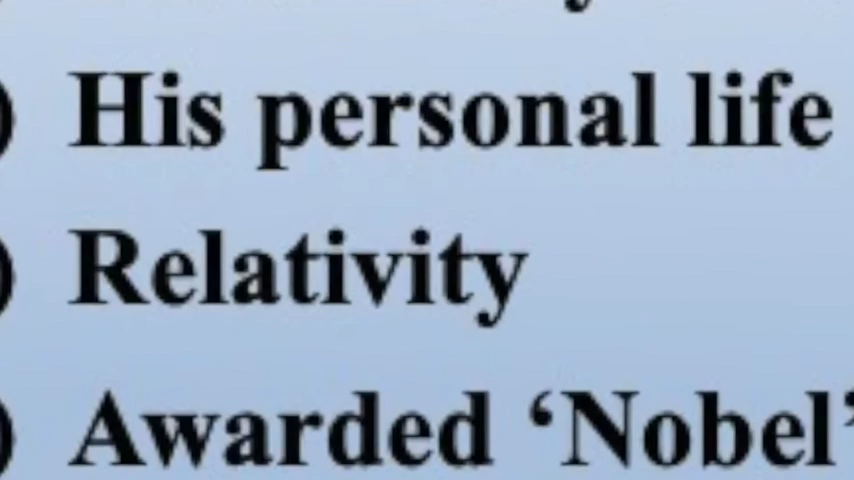 ) His personal life
) Relativity
) Awarded ‘Nobel’